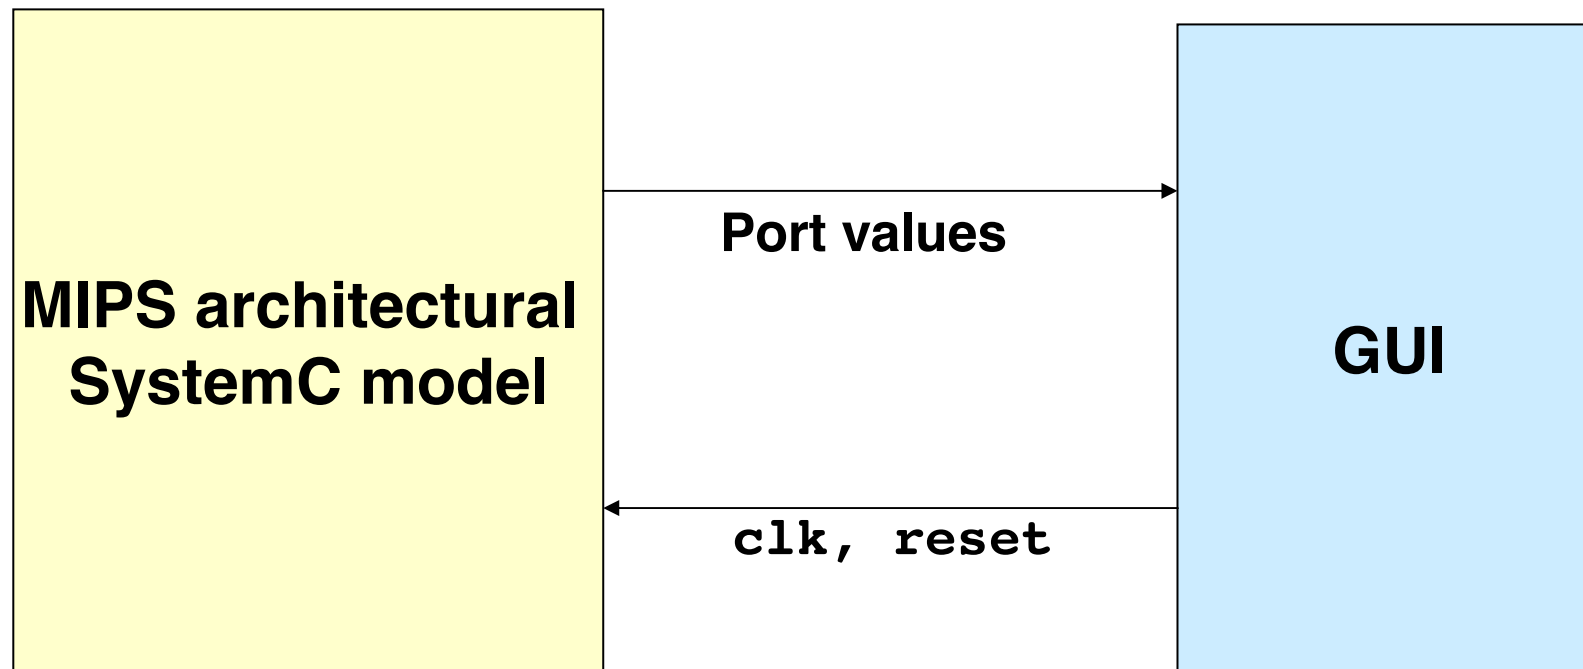 MIPS architectural
SystemC model
Port values
clk, reset
GUI